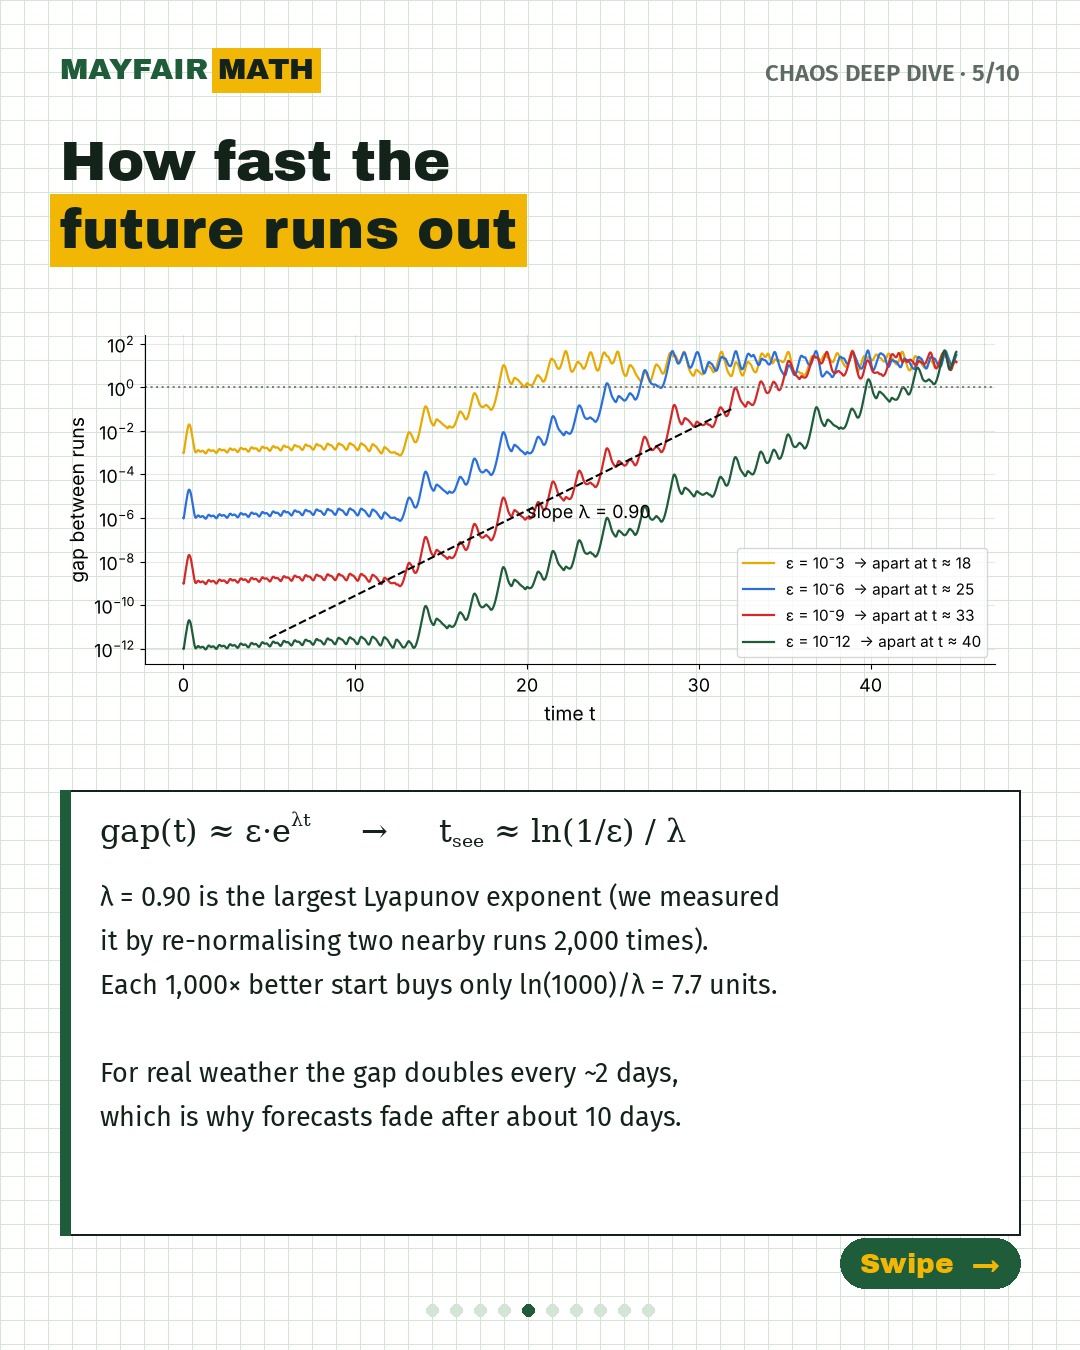 MAYFAIR MATH
CHAOS DEEP DIVE · 5/10
How fast the
future runs out
10²
10⁰
10⁻²
10⁻⁴
10⁻⁶
10⁻⁸
10⁻¹⁰
10⁻¹²
gap between runs
slope λ = 0.90
ε = 10⁻3 → apart at t ≈ 18
ε = 10⁻6 → apart at t ≈ 25
ε = 10⁻9 → apart at t ≈ 33
ε = 10⁻12 → apart at t ≈ 40
0 10 20 30 40
time t
gap(t) ≈ ε·e^λt → t_see ≈ ln(1/ε) / λ
λ = 0.90 is the largest Lyapunov exponent (we measured
it by re-normalising two nearby runs 2,000 times).
Each 1,000× better start buys only ln(1000)/λ = 7.7 units.
For real weather the gap doubles every ~2 days,
which is why forecasts fade after about 10 days.
Swipe →